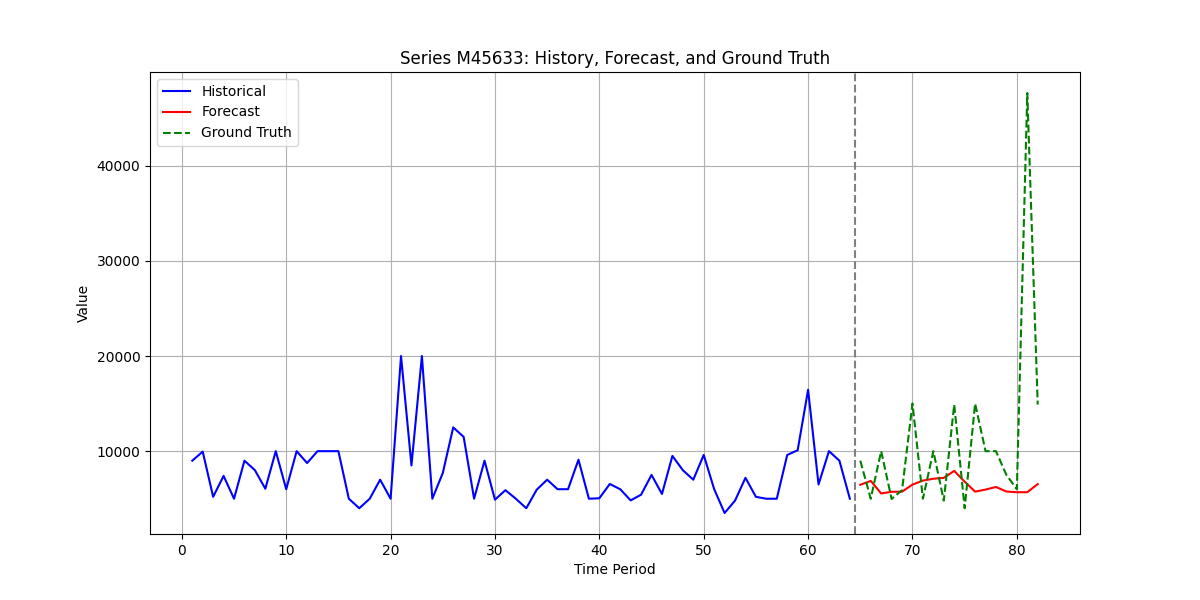 Series M45633: History, Forecast, and Ground Truth
Historical
Forecast
Ground Truth
Value
40000
30000
20000
10000
0 10 20 30 40 50 60 70 80
Time Period